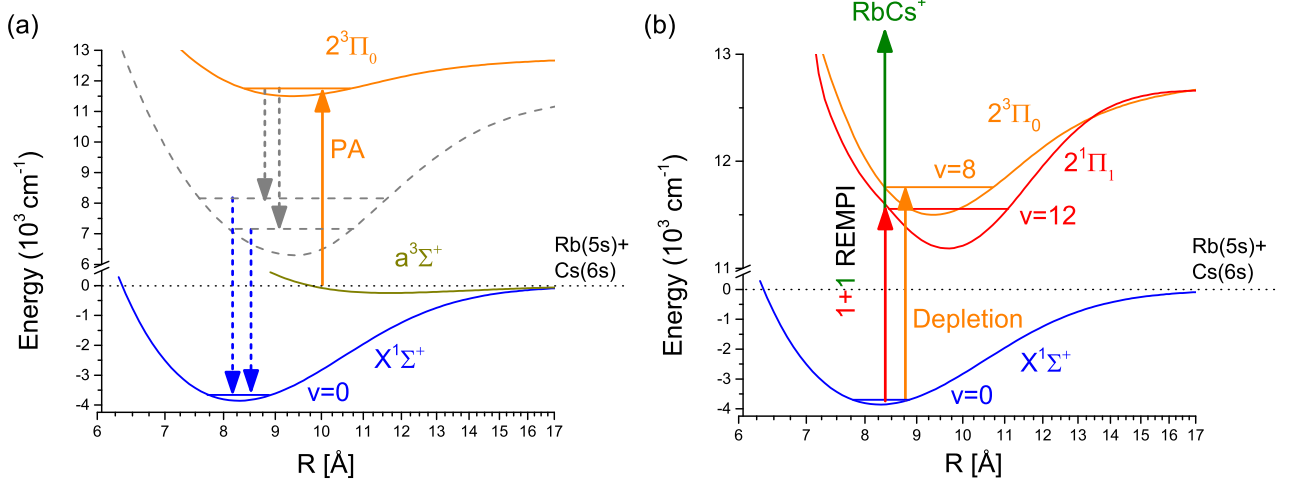 (a)
2³Π₀
PA
a³Σ⁺
Rb(5s)+
Cs(6s)
X¹Σ⁺
v=0
Energy (10³ cm⁻¹)
13
12
11
10
9
8
7
6
0
-1
-2
-3
-4
6
7
8
9
10
11
12
13
14
15
16
17
R [Å]
(b)
RbCs⁺
2³Π₀
v=8
2¹Π₁
v=12
1+1 REMPI
Depletion
Rb(5s)+
Cs(6s)
X¹Σ⁺
v=0
Energy (10³ cm⁻¹)
13
12
11
0
-1
-2
-3
-4
6
7
8
9
10
11
12
13
14
15
16
17
R [Å]